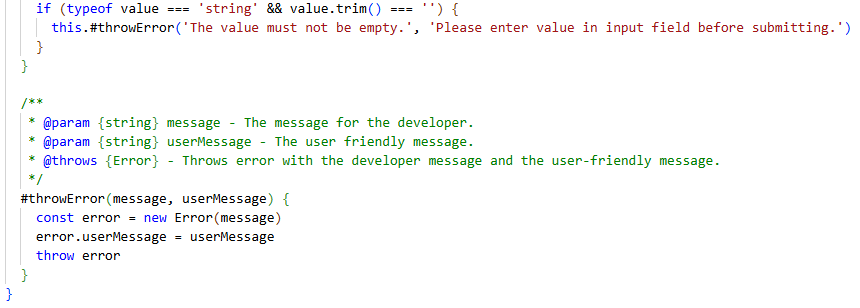 if (typeof value === 'string' && value.trim() === '') {
this.#throwError('The value must not be empty.', 'Please enter value in input field before submitting.')
}
}
/**
* @param {string} message - The message for the developer.
* @param {string} userMessage - The user friendly message.
* @throws {Error} - Throws error with the developer message and the user-friendly message.
*/
#throwError(message, userMessage) {
const error = new Error(message)
error.userMessage = userMessage
throw error
}
}